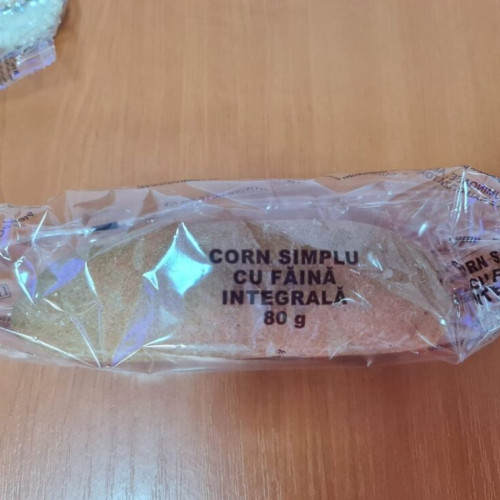 CORN SIMPLU
CU FĂINĂ
INTEGRALĂ
80 g